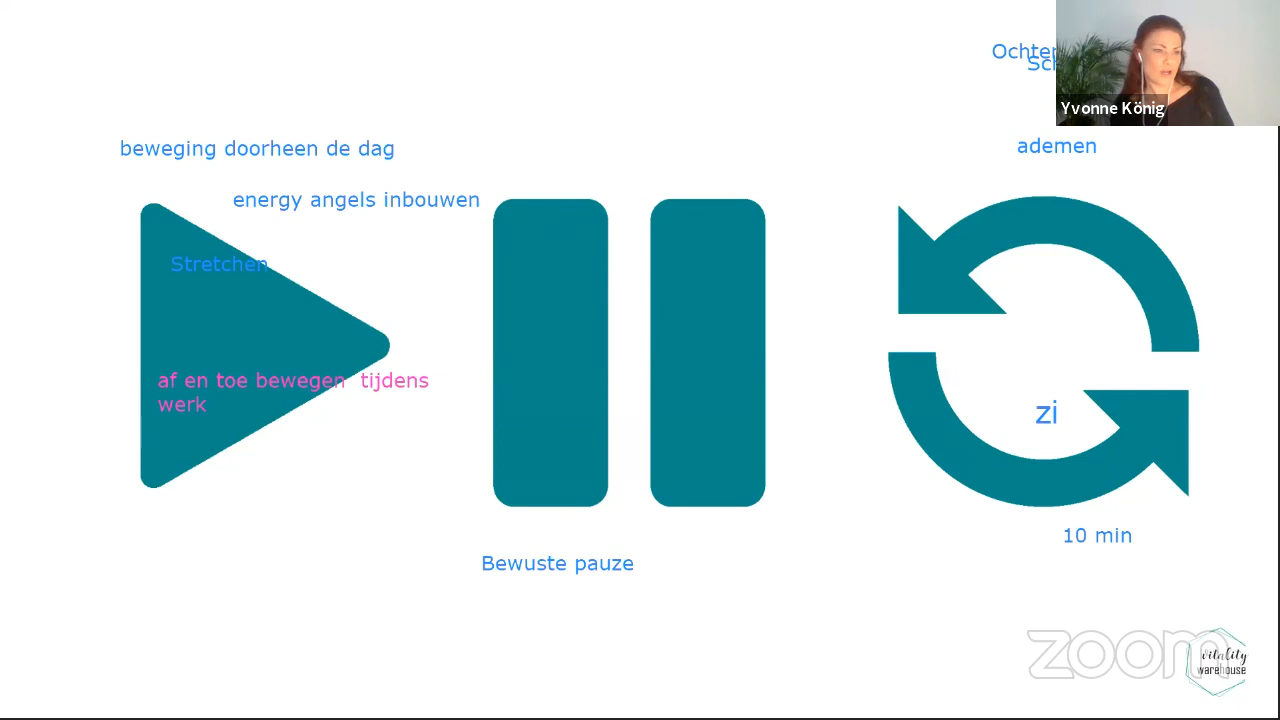 Yvonne König
beweging doorheen de dag
ademen
energy angels inbouwen
Stretchen
af en toe bewegen tijdens
werk
zi
10 min
Bewuste pauze
zoom
vitality
warehouse